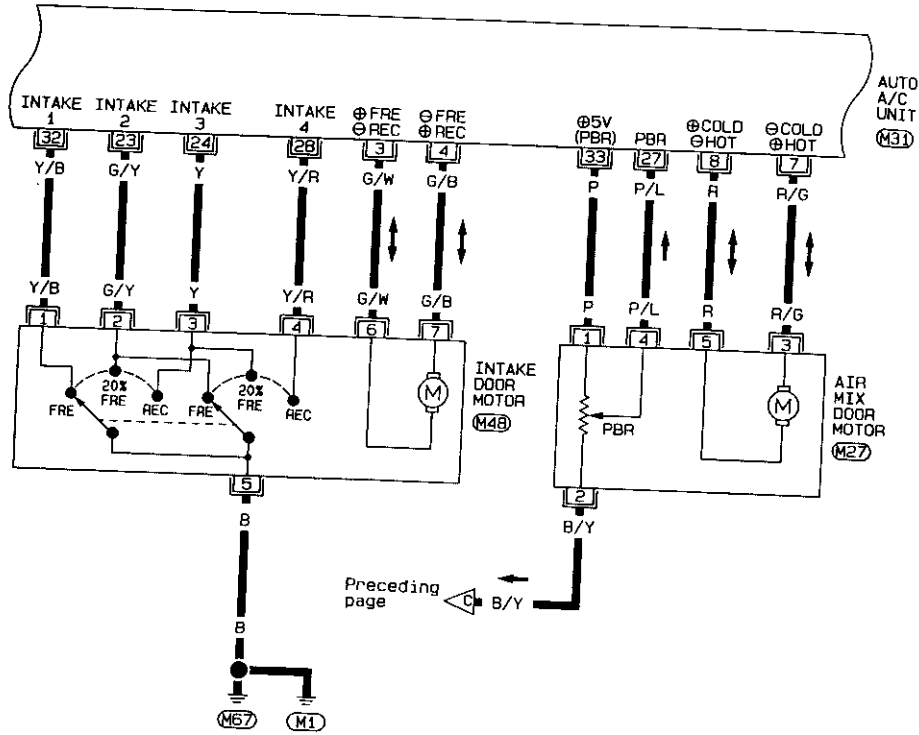 AUTO
A/C
UNIT
M31
INTAKE 1
INTAKE 2
INTAKE 3
INTAKE 4
⊕FRE
⊖REC
⊖FRE
⊕REC
⊕5V
(PBR)
PBR
⊕COLD
⊖HOT
⊖COLD
⊕HOT
32 23 24 28 3 4 33 27 8 7
Y/B G/Y Y Y/R G/W G/B P P/L R R/G
Y/B G/Y Y Y/R G/W G/B P P/L R R/G
1 2 3 4 6 7 1 4 5 3
FRE
20%
FRE
REC
FRE
20%
FRE
REC
M
INTAKE
DOOR
MOTOR
M48
PBR
M
AIR
MIX
DOOR
MOTOR
M27
5
B
2
B/Y
Preceding
page
C
B/Y
B
M67
M1